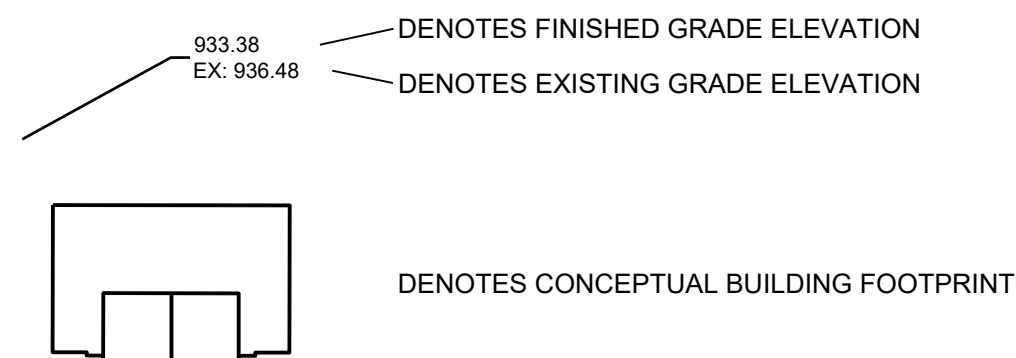 933.38
DENOTES FINISHED GRADE ELEVATION
EX: 936.48
DENOTES EXISTING GRADE ELEVATION
DENOTES CONCEPTUAL BUILDING FOOTPRINT